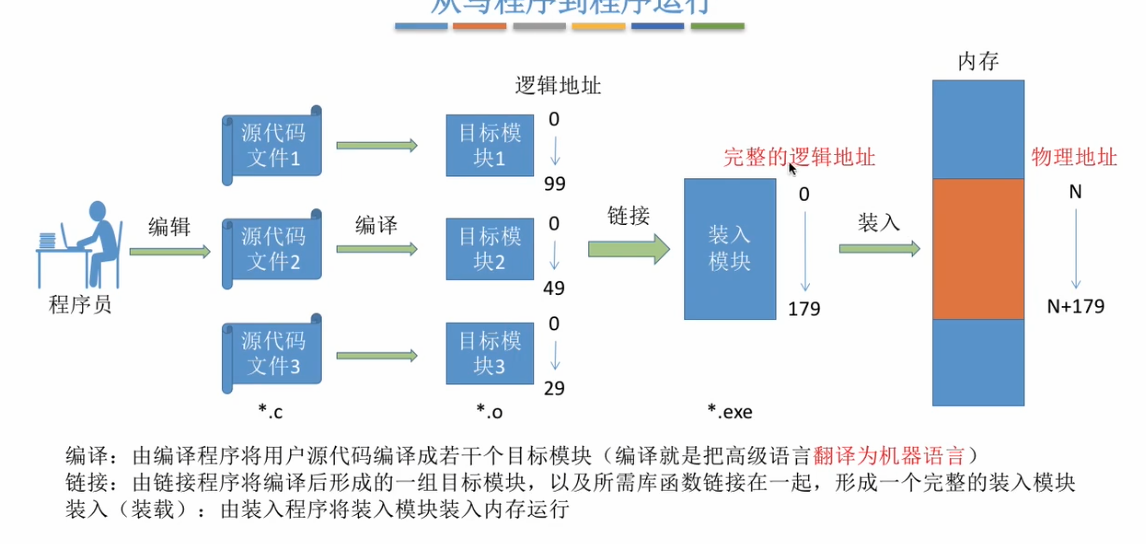 从写程序到程序运行
内存
逻辑地址
源代码
文件1
目标模
块1
0
99
完整的逻辑地址
物理地址
0
N
编辑
源代码
文件2
编译
目标模
块2
0
49
链接
装入
模块
装入
179
N+179
程序员
源代码
文件3
目标模
块3
0
29
*.c
*.o
*.exe
编译：由编译程序将用户源代码编译成若干个目标模块（编译就是把高级语言翻译为机器语言）
链接：由链接程序将编译后形成的一组目标模块，以及所需库函数链接在一起，形成一个完整的装入模块
装入（装载）：由装入程序将装入模块装入内存运行